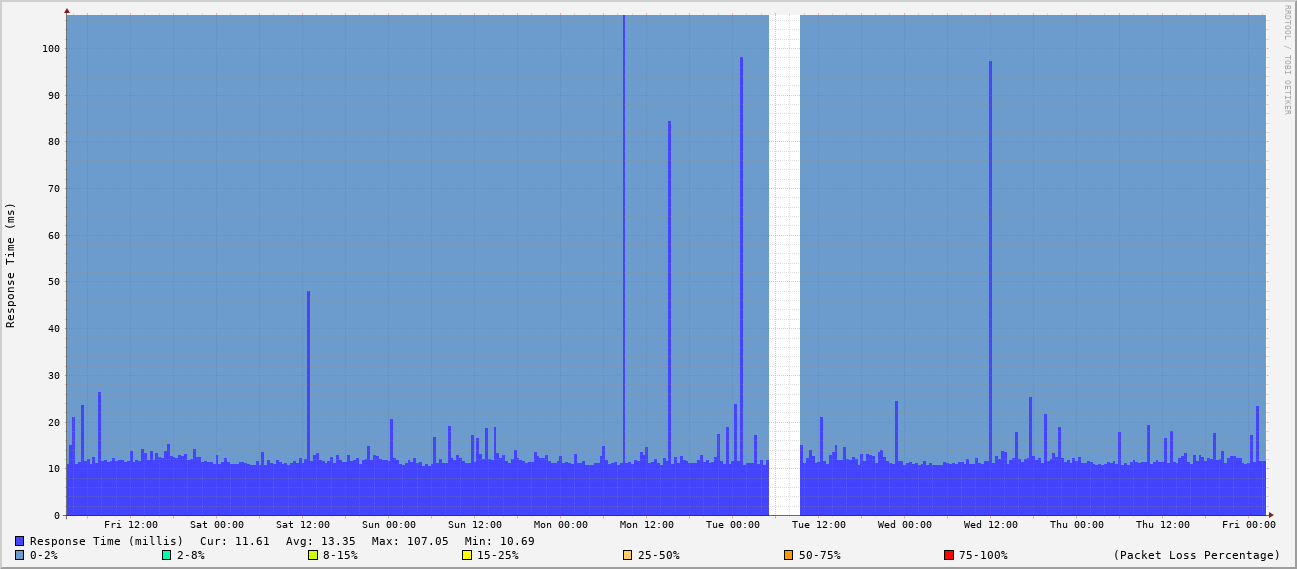 RRDTOOL / TOBI OETIKER
Response Time (ms)
100
90
80
70
60
50
40
30
20
10
0
Fri 12:00 Sat 00:00 Sat 12:00 Sun 00:00 Sun 12:00 Mon 00:00 Mon 12:00 Tue 00:00 Tue 12:00 Wed 00:00 Wed 12:00 Thu 00:00 Thu 12:00 Fri 00:00
Response Time (millis) Cur: 11.61 Avg: 13.35 Max: 107.05 Min: 10.69
0-2% 2-8% 8-15% 15-25% 25-50% 50-75% 75-100% (Packet Loss Percentage)